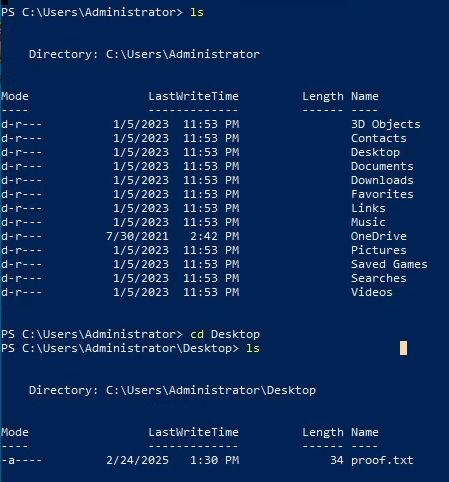 PS C:\Users\Administrator> ls
Directory: C:\Users\Administrator
Mode                 LastWriteTime         Length Name
----                 -------------         ------ ----
d-r---          1/5/2023  11:53 PM                3D Objects
d-r---          1/5/2023  11:53 PM                Contacts
d-r---          1/5/2023  11:53 PM                Desktop
d-r---          1/5/2023  11:53 PM                Documents
d-r---          1/5/2023  11:53 PM                Downloads
d-r---          1/5/2023  11:53 PM                Favorites
d-r---          1/5/2023  11:53 PM                Links
d-r---          1/5/2023  11:53 PM                Music
d-r---         7/30/2021   2:42 PM                OneDrive
d-r---          1/5/2023  11:53 PM                Pictures
d-r---          1/5/2023  11:53 PM                Saved Games
d-r---          1/5/2023  11:53 PM                Searches
d-r---          1/5/2023  11:53 PM                Videos
PS C:\Users\Administrator> cd Desktop
PS C:\Users\Administrator\Desktop> ls
Directory: C:\Users\Administrator\Desktop
Mode                 LastWriteTime         Length Name
----                 -------------         ------ ----
-a----         2/24/2025   1:30 PM             34 proof.txt